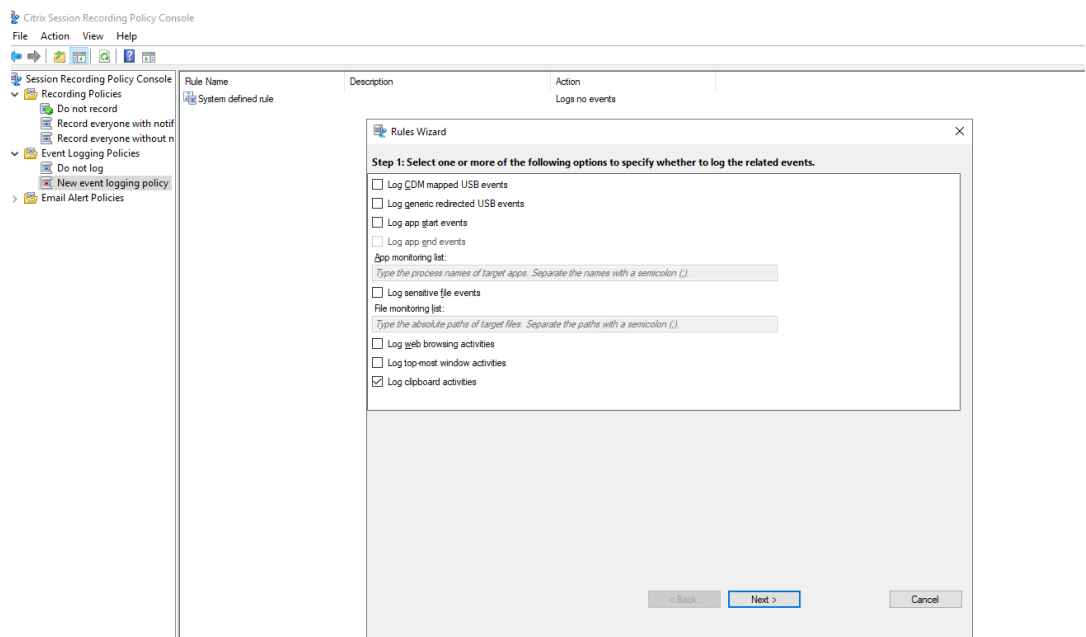 Citrix Session Recording Policy Console
File Action View Help
Session Recording Policy Console
Recording Policies
Do not record
Record everyone with notif
Record everyone without n
Event Logging Policies
Do not log
New event logging policy
Email Alert Policies
Rule Name Description Action
System defined rule Logs no events
Rules Wizard
Step 1: Select one or more of the following options to specify whether to log the related events.
Log CDM mapped USB events
Log generic redirected USB events
Log app start events
Log app end events
App monitoring list:
Type the process names of target apps. Separate the names with a semicolon (;).
Log sensitive file events
File monitoring list:
Type the absolute paths of target files. Separate the paths with a semicolon (;).
Log web browsing activities
Log top-most window activities
Log clipboard activities
< Back Next > Cancel